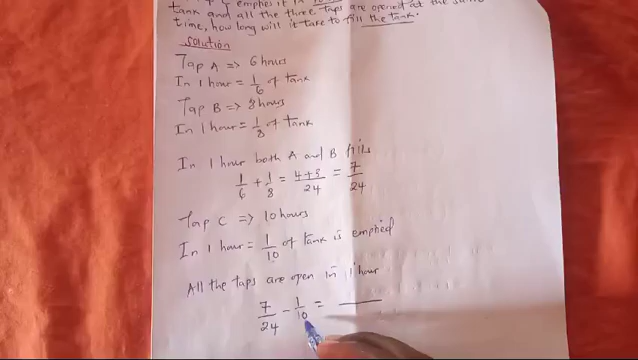 C empties it in
tank and all the three taps are opened at the same
time, how long will it take to fill the tank.
Solution
Tap A => 6 hours
In 1 hour = 1/6 of tank
Tap B => 8 hours
In 1 hour = 1/8 of tank
In 1 hour both A and B fills
1/6 + 1/8 = 4+3/24 = 7/24
Tap C => 10 hours
In 1 hour = 1/10 of tank is emptied
All the taps are open in 1 hour
7/24 - 1/10 =